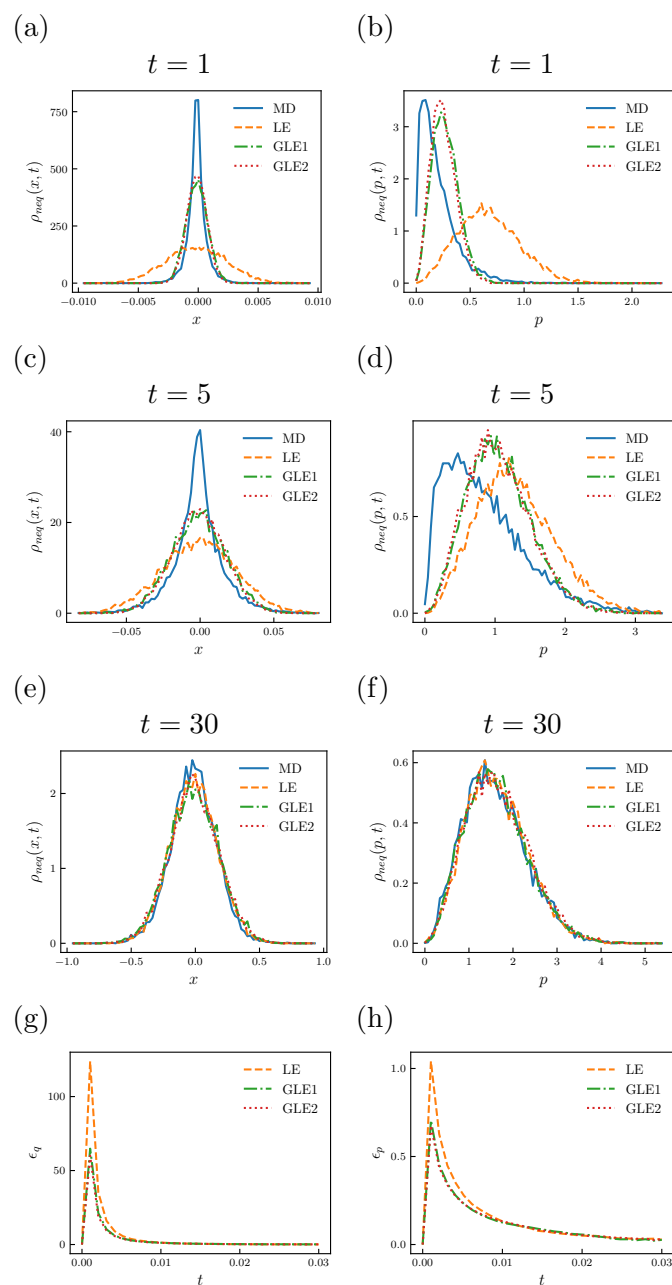 (a)
t = 1
750
500
250
0
ρneq(x, t)
−0.010
−0.005
0.000
0.005
0.010
x
MD
LE
GLE1
GLE2
(b)
t = 1
3
2
1
0
ρneq(p, t)
0.0
0.5
1.0
1.5
2.0
p
MD
LE
GLE1
GLE2
(c)
t = 5
40
20
0
ρneq(x, t)
−0.05
0.00
0.05
x
MD
LE
GLE1
GLE2
(d)
t = 5
0.5
0.0
ρneq(p, t)
0
1
2
3
p
MD
LE
GLE1
GLE2
(e)
t = 30
2
1
0
ρneq(x, t)
−1.0
−0.5
0.0
0.5
1.0
x
MD
LE
GLE1
GLE2
(f)
t = 30
0.6
0.4
0.2
0.0
ρneq(p, t)
0
1
2
3
4
5
p
MD
LE
GLE1
GLE2
(g)
100
50
0
ϵq
0.00
0.01
0.02
0.03
t
LE
GLE1
GLE2
(h)
1.0
0.5
0.0
ϵp
0.00
0.01
0.02
0.03
t
LE
GLE1
GLE2